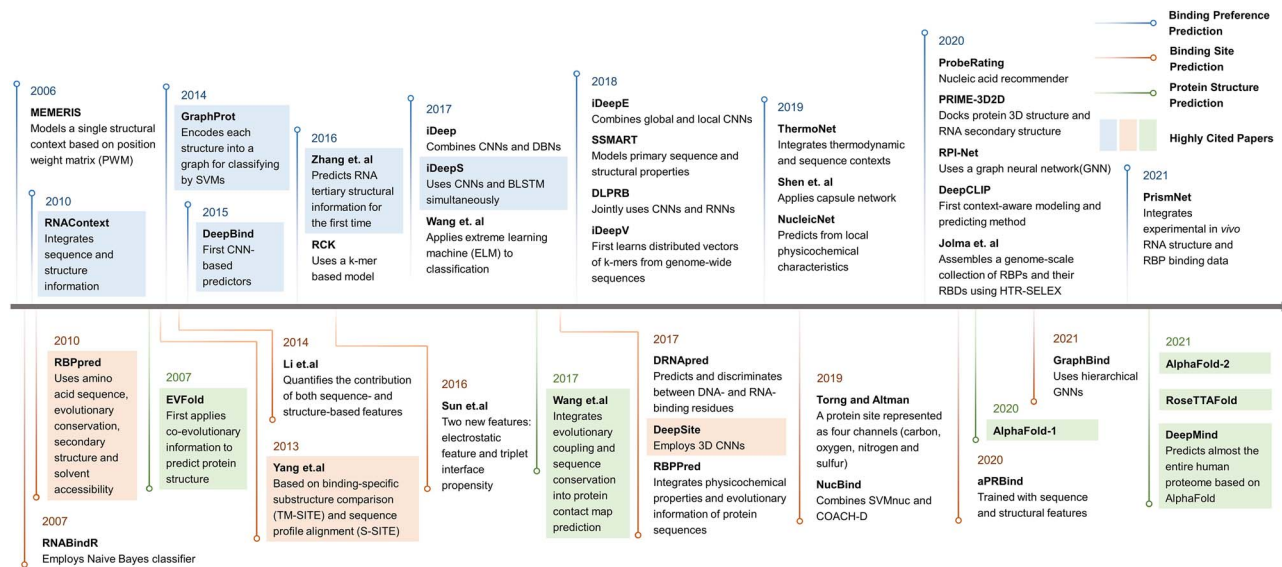 2006
MEMERIS
Models a single structural
context based on position
weight matrix (PWM)
2010
RNAContext
Integrates
sequence and
structure
information
2014
GraphProt
Encodes each
structure into a
graph for classifying
by SVMs
2015
DeepBind
First CNN-
based predictors
2016
Zhang et. al
Predicts RNA
tertiary structural
information for
the first time
RCK
Uses a k-mer
based model
2017
iDeep
Combines CNNs and DBNs
iDeepS
Uses CNNs and BLSTM
simultaneously
Wang et. al
Applies extreme learning
machine (ELM) to
classification
2018
iDeepE
Combines global and local CNNs
SSMART
Models primary sequence and
structural properties
DLPRB
Jointly uses CNNs and RNNs
iDeepV
First learns distributed vectors
of k-mers from genome-wide
sequences
2019
ThermoNet
Integrates thermodynamic
and sequence contexts
Shen et. al
Applies capsule network
NucleicNet
Predicts from local
physicochemical
characteristics
2020
ProbeRating
Nucleic acid recommender
PRIME-3D2D
Docks protein 3D structure and
RNA secondary structure
RPI-Net
Uses a graph neural network(GNN)
DeepCLIP
First context-aware modeling and
predicting method
Jolma et. al
Assembles a genome-scale
collection of RBPs and their
RBDs using HTR-SELEX
Binding Preference
Prediction
Binding Site
Prediction
Protein Structure
Prediction
Highly Cited Papers
2021
PrismNet
Integrates
experimental in vivo
RNA structure and
RBP binding data
2010
RBPpred
Uses amino
acid sequence,
evolutionary
conservation,
secondary
structure and
solvent
accessibility
2007
RNABindR
Employs Naive Bayes classifier
2007
EVFold
First applies
co-evolutionary
information to
predict protein
structure
2014
Li et.al
Quantifies the contribution
of both sequence- and
structure-based features
2013
Yang et.al
Based on binding-specific
substructure comparison
(TM-SITE) and sequence
profile alignment (S-SITE)
2016
Sun et.al
Two new features:
electrostatic
feature and triplet
interface
propensity
2017
Wang et.al
Integrates
evolutionary
coupling and
sequence
conservation
into protein
contact map
prediction
2017
DRNApred
Predicts and discriminates
between DNA- and RNA-
binding residues
DeepSite
Employs 3D CNNs
RBPPred
Integrates physicochemical
properties and evolutionary
information of protein
sequences
2019
Torng and Altman
A protein site represented
as four channels (carbon,
oxygen, nitrogen and
sulfur)
NucBind
Combines SVMnuc and
COACH-D
2020
AlphaFold-1
2020
aPRBind
Trained with sequence
and structural features
2021
GraphBind
Uses hierarchical
GNNs
2021
AlphaFold-2
RoseTTAFold
DeepMind
Predicts almost the
entire human
proteome based on
AlphaFold